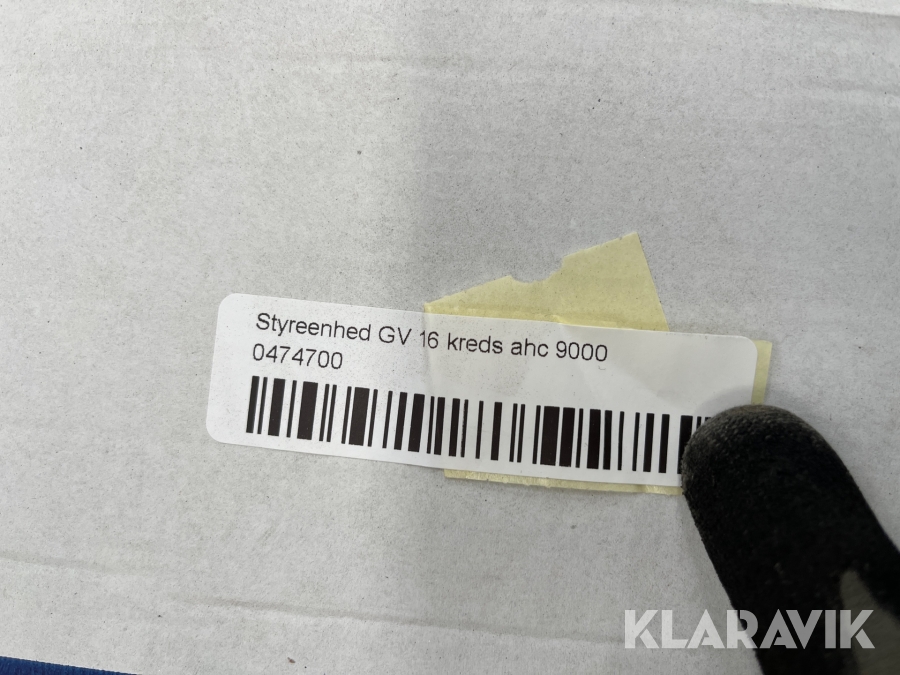 Styreenhed GV 16 kreds ahc 9000
0474700
KLARAVIK